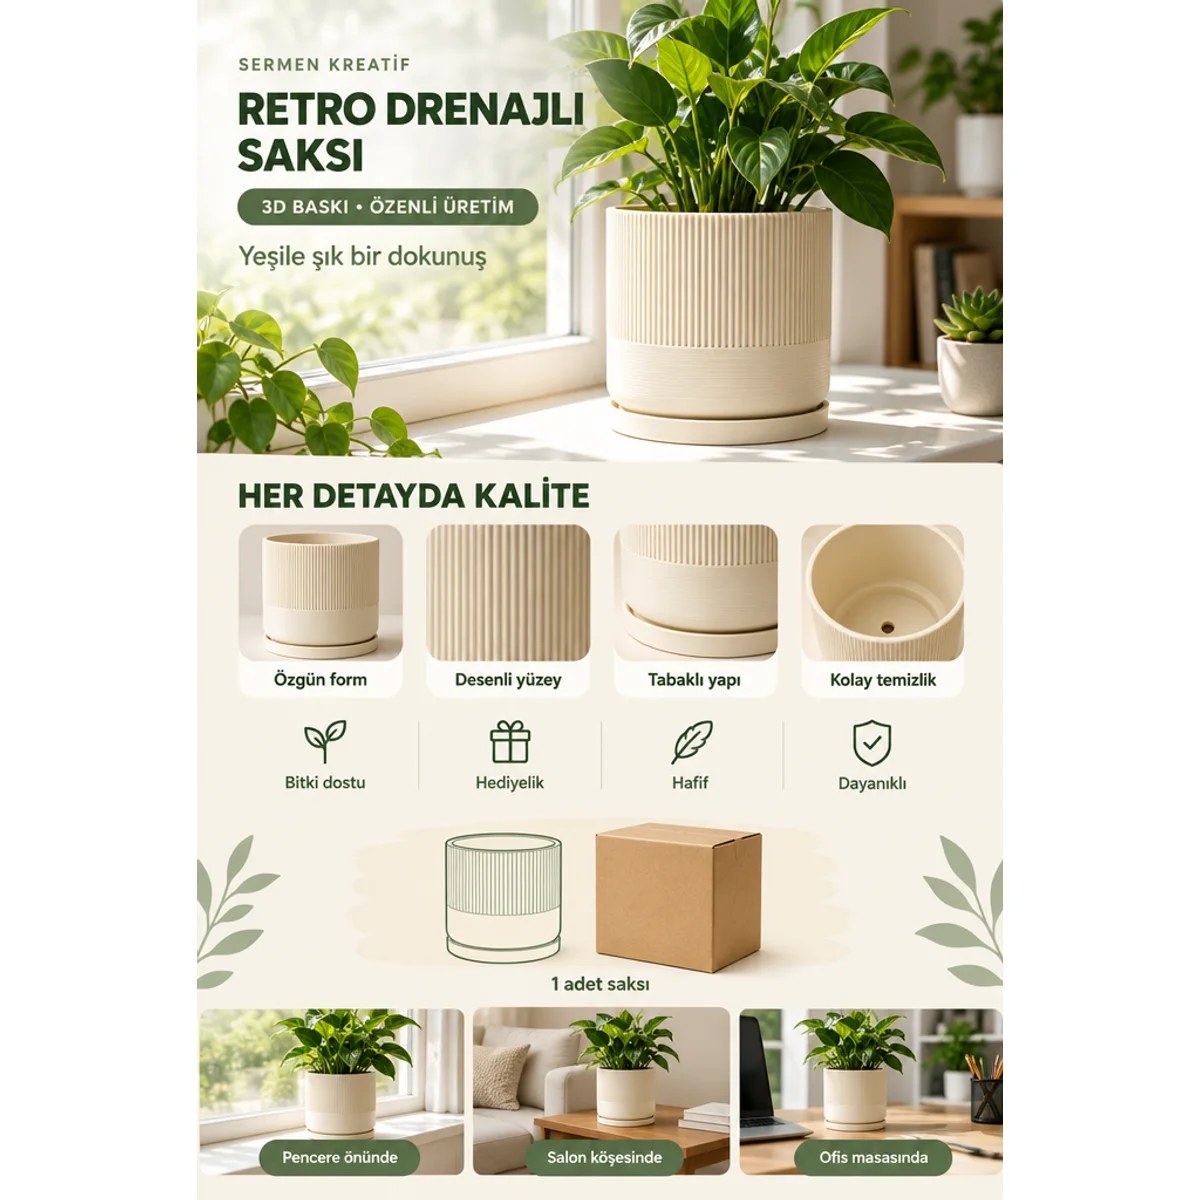 SERMEN KREATİF
RETRO DRENAJLI
SAKSI
3D BASKI • ÖZENLİ ÜRETİM
Yeşile şık bir dokunuş
HER DETAYDA KALİTE
Özgün form
Desenli yüzey
Tabaklı yapı
Kolay temizlik
Bitki dostu
Hediyelik
Hafif
Dayanıklı
1 adet saksı
Pencere önünde
Salon köşesinde
Ofis masasında